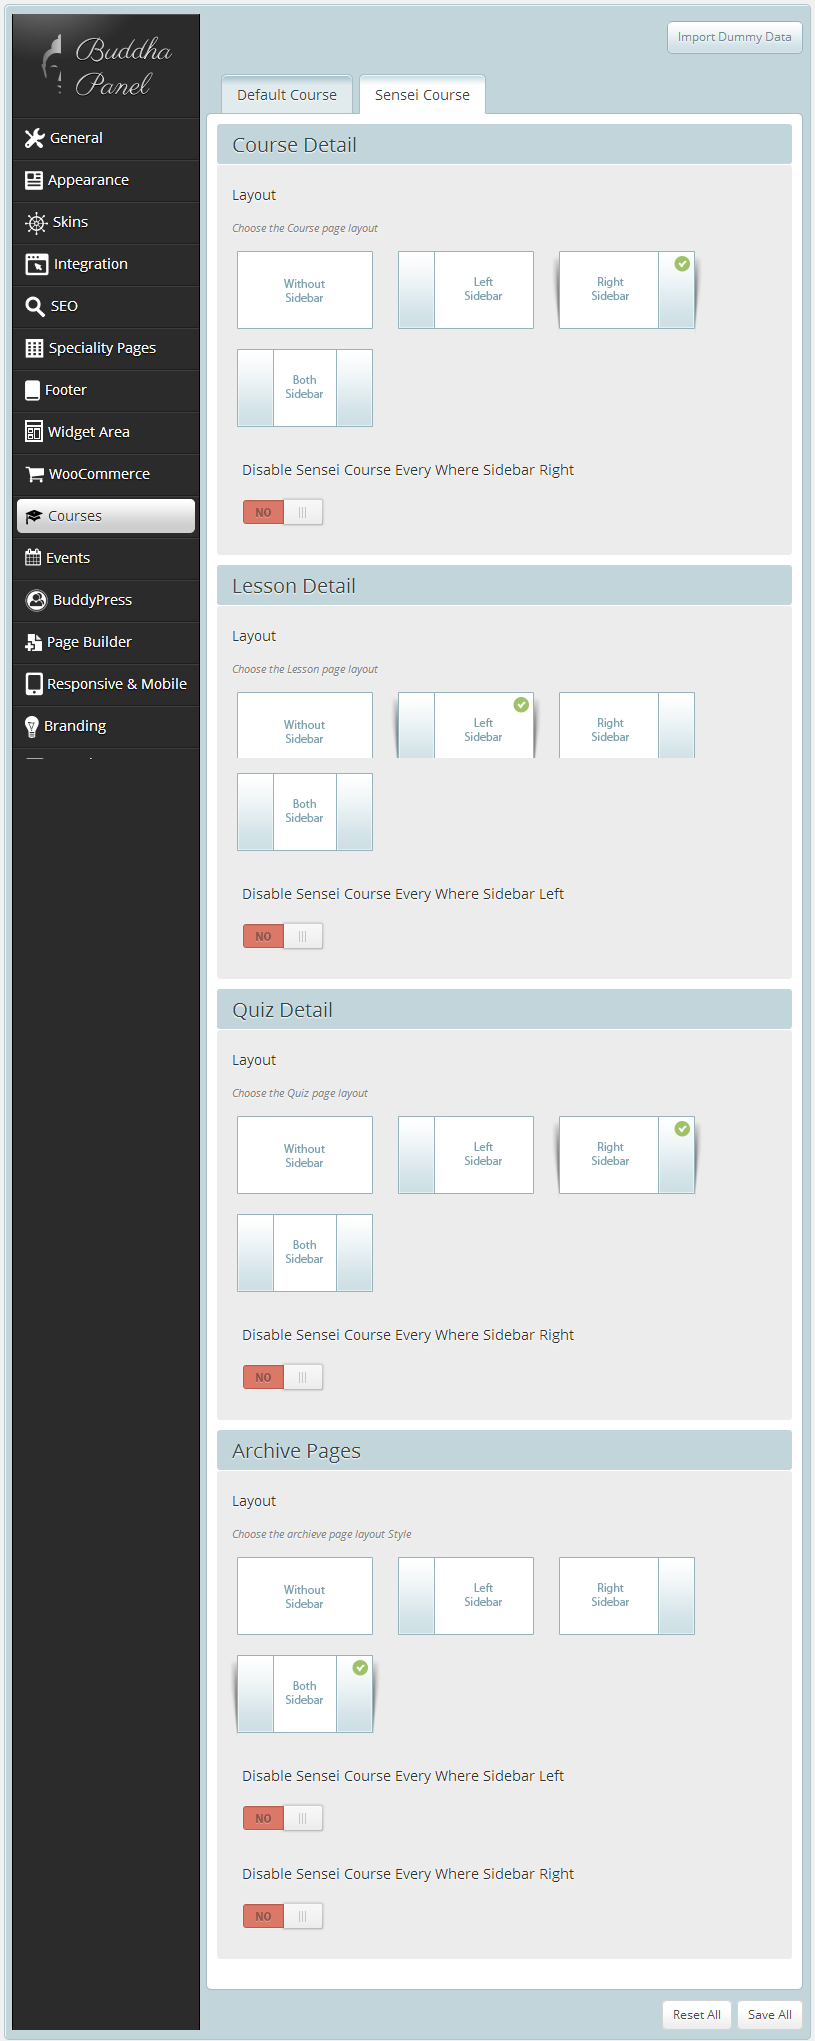 Buddha
Panel
Import Dummy Data
Default Course
Sensei Course
General
Appearance
Skins
Integration
SEO
Speciality Pages
Footer
Widget Area
WooCommerce
Courses
Events
BuddyPress
Page Builder
Responsive & Mobile
Branding
Course Detail
Layout
Choose the Course page layout
Without
Sidebar
Left
Sidebar
Right
Sidebar
Both
Sidebar
Disable Sensei Course Every Where Sidebar Right
NO
Lesson Detail
Layout
Choose the Lesson page layout
Without
Sidebar
Left
Sidebar
Right
Sidebar
Both
Sidebar
Disable Sensei Course Every Where Sidebar Left
NO
Quiz Detail
Layout
Choose the Quiz page layout
Without
Sidebar
Left
Sidebar
Right
Sidebar
Both
Sidebar
Disable Sensei Course Every Where Sidebar Right
NO
Archive Pages
Layout
Choose the archieve page layout Style
Without
Sidebar
Left
Sidebar
Right
Sidebar
Both
Sidebar
Disable Sensei Course Every Where Sidebar Left
NO
Disable Sensei Course Every Where Sidebar Right
NO
Reset All
Save All